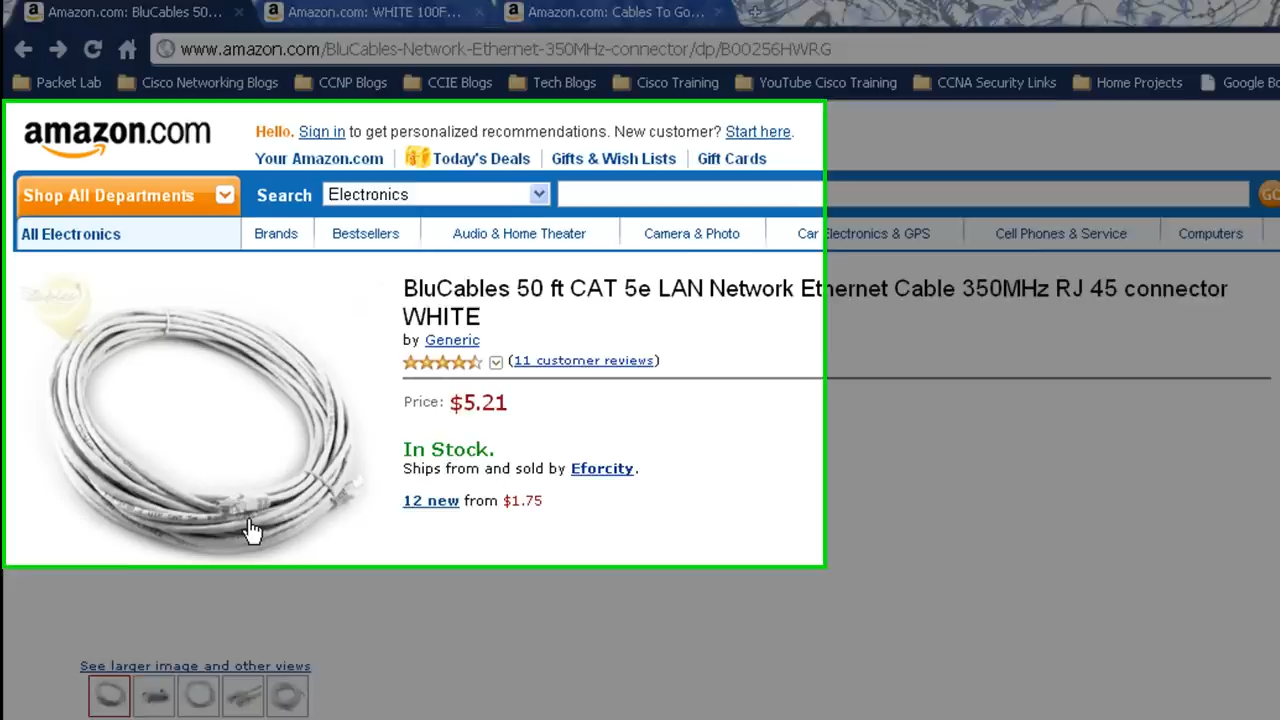 Amazon.com: BluCables 50...
Amazon.com: WHITE 100F...
Amazon.com: Cables To Go...
www.amazon.com/BluCables-Network-Ethernet-350MHz-connector/dp/B00256HWRG
Packet Lab
Cisco Networking Blogs
CCNP Blogs
CCIE Blogs
Tech Blogs
Cisco Training
YouTube Cisco Training
CCNA Security Links
Home Projects
Google Bo
amazon.com
Hello. Sign in to get personalized recommendations. New customer? Start here.
Your Amazon.com
Today's Deals
Gifts & Wish Lists
Gift Cards
Shop All Departments
Search
Electronics
GO
All Electronics
Brands
Bestsellers
Audio & Home Theater
Camera & Photo
Car Electronics & GPS
Cell Phones & Service
Computers
BluCables 50 ft CAT 5e LAN Network Ethernet Cable 350MHz RJ 45 connector
WHITE
by Generic
(11 customer reviews)
Price: $5.21
In Stock.
Ships from and sold by Eforcity.
12 new from $1.75
See larger image and other views